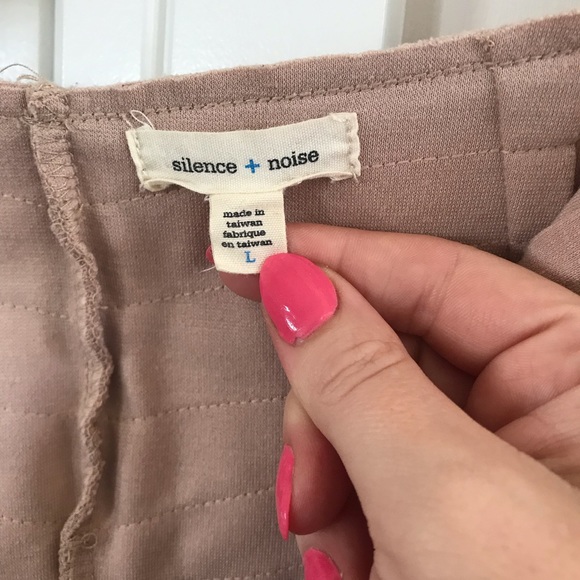 silence + noise
made in
taiwan
fabrique
en taiwan
L